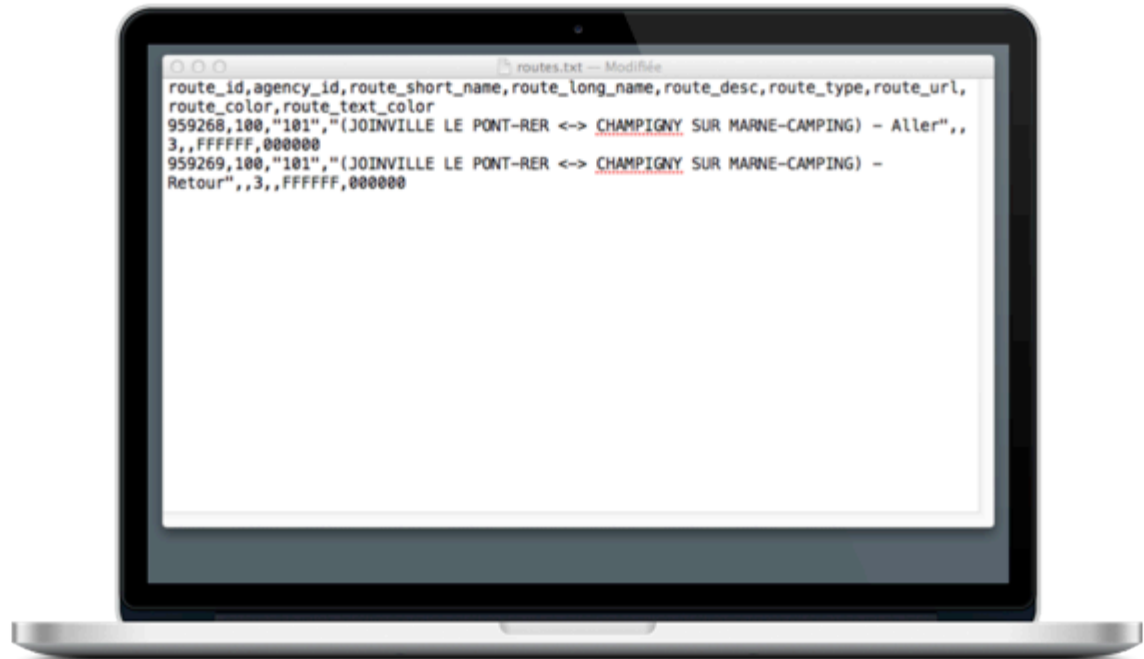 routes.txt — Modifiée
route_id,agency_id,route_short_name,route_long_name,route_desc,route_type,route_url,
route_color,route_text_color
959268,100,"101","(JOINVILLE LE PONT-RER <-> CHAMPIGNY SUR MARNE-CAMPING) - Aller",,
3,,FFFFFF,000000
959269,100,"101","(JOINVILLE LE PONT-RER <-> CHAMPIGNY SUR MARNE-CAMPING) -
Retour",,3,,FFFFFF,000000